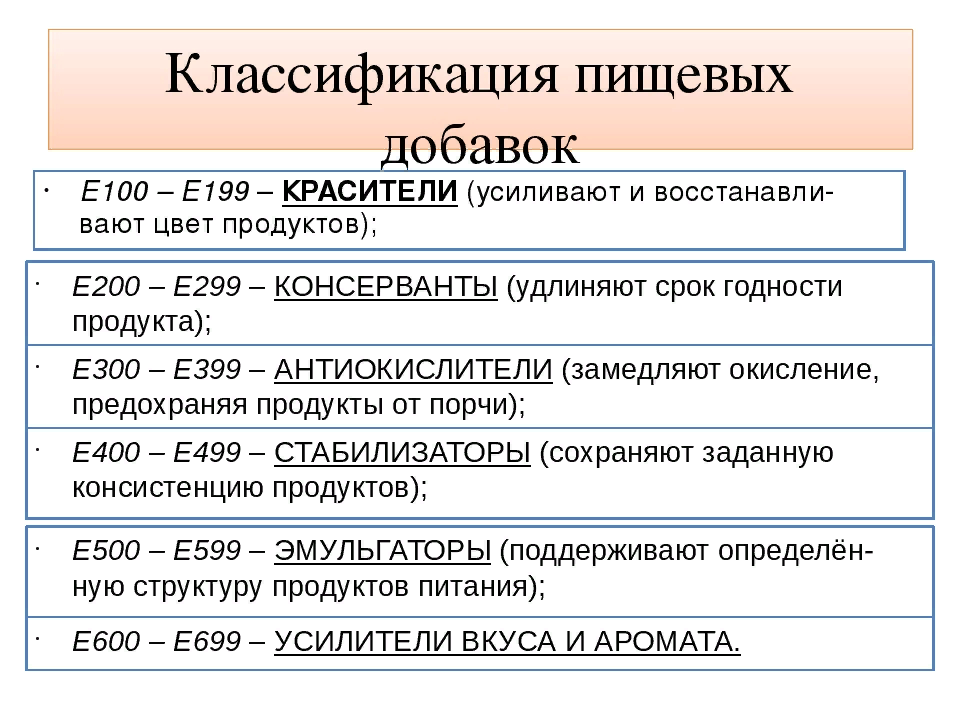 Классификация пищевых
добавок
· Е100 – Е199 – КРАСИТЕЛИ (усиливают и восстанавли-
вают цвет продуктов);
· Е200 – Е299 – КОНСЕРВАНТЫ (удлиняют срок годности
продукта);
· Е300 – Е399 – АНТИОКИСЛИТЕЛИ (замедляют окисление,
предохраняя продукты от порчи);
· Е400 – Е499 – СТАБИЛИЗАТОРЫ (сохраняют заданную
консистенцию продуктов);
· Е500 – Е599 – ЭМУЛЬГАТОРЫ (поддерживают определён-
ную структуру продуктов питания);
· Е600 – Е699 – УСИЛИТЕЛИ ВКУСА И АРОМАТА.